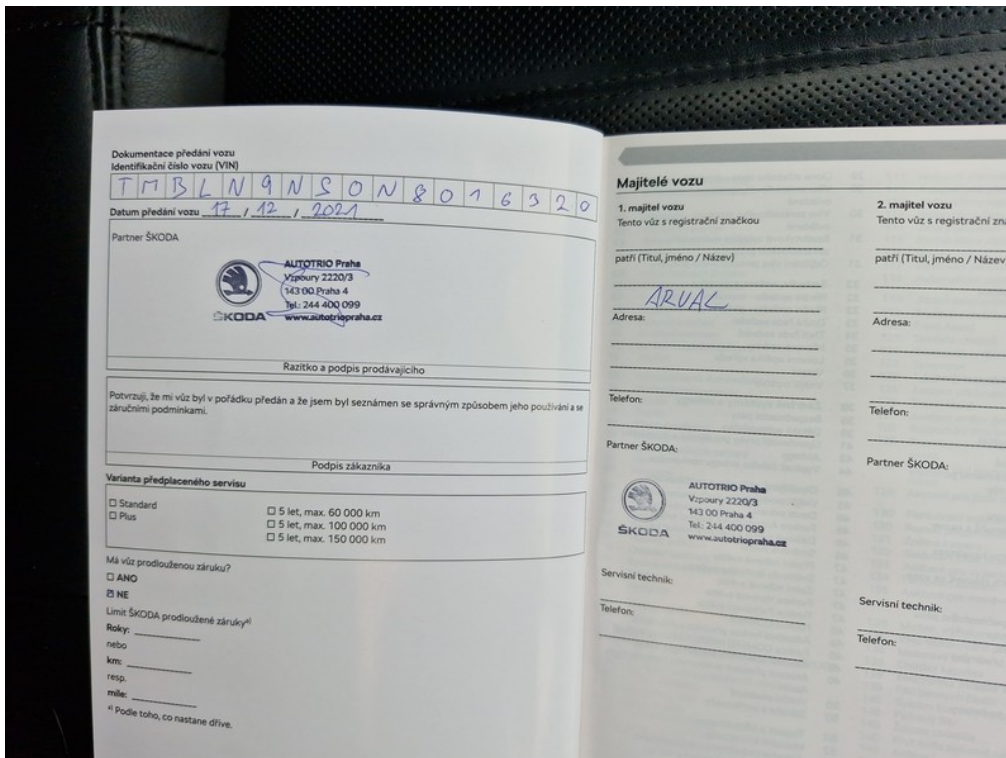 Dokumentace předání vozu
Identifikační číslo vozu (VIN)
T M B L N 9 N S 0 N 8 0 1 6 3 2 0
Datum předání vozu 17 / 12 / 2021
Partner ŠKODA
AUTOTRIO Praha
Vzpoury 2220/3
143 00 Praha 4
Tel.: 244 400 099
ŠKODA www.autotriopraha.cz
Razítko a podpis prodávajícího
Potvrzuji, že mi vůz byl v pořádku předán a že jsem byl seznámen se správným způsobem jeho používání a se
záručními podmínkami.
Podpis zákazníka
Varianta předplaceného servisu
☐ Standard
☐ Plus
☐ 5 let, max. 60 000 km
☐ 5 let, max. 100 000 km
☐ 5 let, max. 150 000 km
Má vůz prodlouženou záruku?
☐ ANO
☒ NE
Limit ŠKODA prodloužené záruky a)
Roky:
nebo
km:
resp.
míle:
a) Podle toho, co nastane dříve.
Majitelé vozu
1. majitel vozu
Tento vůz s registrační značkou
patří (Titul, jméno / Název)
ARVAL
Adresa:
Telefon:
Partner ŠKODA:
AUTOTRIO Praha
Vzpoury 2220/3
143 00 Praha 4
Tel.: 244 400 099
ŠKODA www.autotriopraha.cz
Servisní technik:
Telefon:
2. majitel vozu
Tento vůz s registrační zna
patří (Titul, jméno / Název
Adresa:
Telefon:
Partner ŠKODA:
Servisní technik:
Telefon: